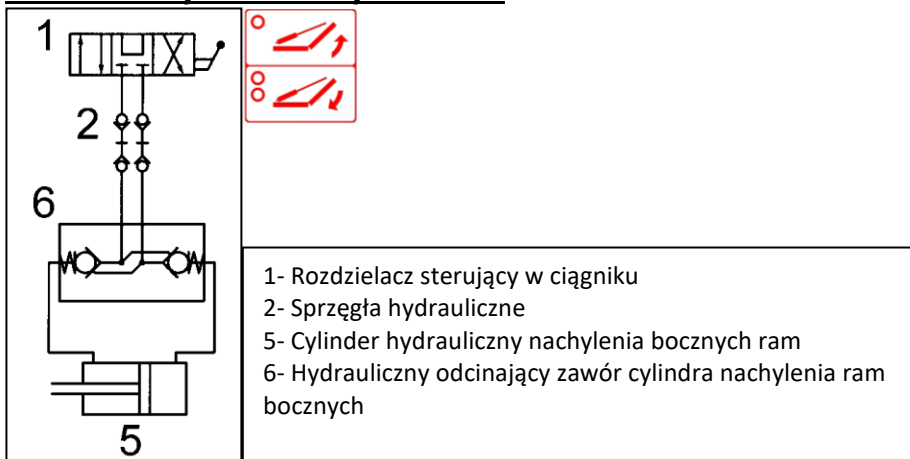 1
2
6
5
1- Rozdzielacz sterujący w ciągniku
2- Sprzęgła hydrauliczne
5- Cylinder hydrauliczny nachylenia bocznych ram
6- Hydrauliczny odcinający zawór cylindra nachylenia ram
bocznych